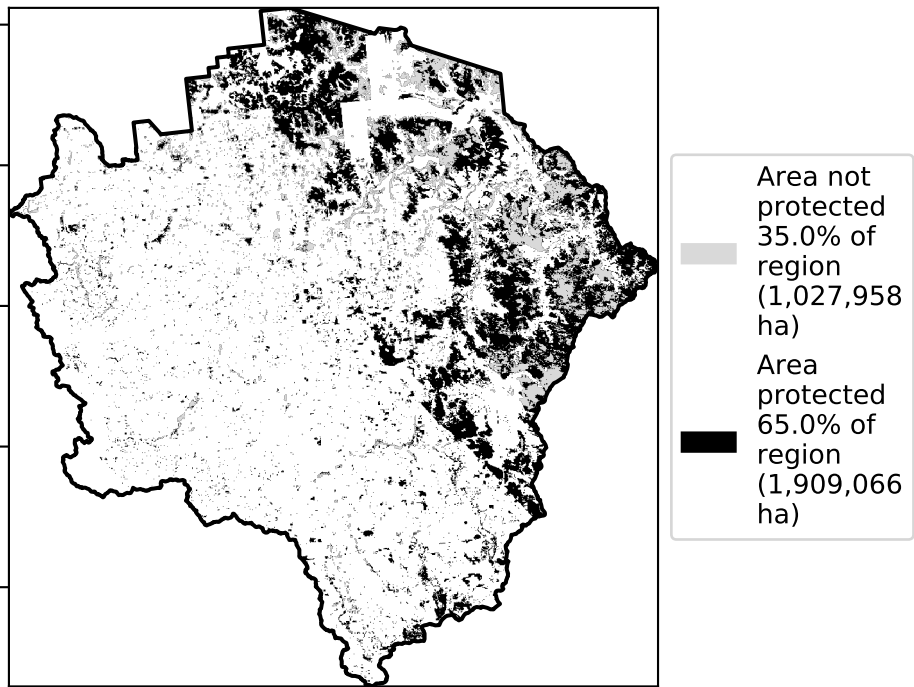 Area not
protected
35.0% of
region
(1,027,958
ha)
Area
protected
65.0% of
region
(1,909,066
ha)